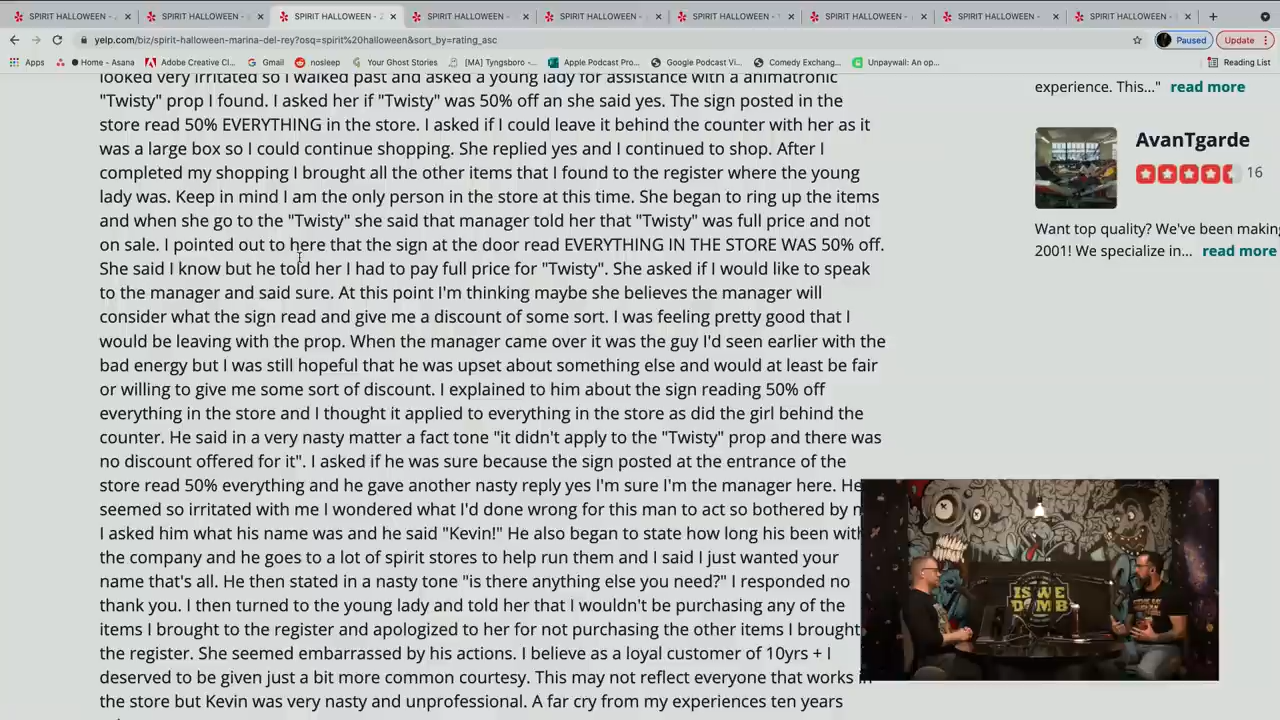 SPIRIT HALLOWEEN - 2
SPIRIT HALLOWEEN -
SPIRIT HALLOWEEN - 2
SPIRIT HALLOWEEN -
SPIRIT HALLOWEEN -
SPIRIT HALLOWEEN -
SPIRIT HALLOWEEN -
SPIRIT HALLOWEEN -
SPIRIT HALLOWEEN -
yelp.com/biz/spirit-halloween-marina-del-rey?osq=spirit%20halloween&sort_by=rating_asc
Paused
Update
Apps
Home - Asana
Adobe Creative Cl...
Gmail
nosleep
Your Ghost Stories
[MA] Tyngsboro -...
Apple Podcast Pro...
Google Podcast Vi...
Comedy Exchang...
Unpaywall: An op...
Reading List
looked very irritated so I walked past and asked a young lady for assistance with a animatronic
"Twisty" prop I found. I asked her if "Twisty" was 50% off an she said yes. The sign posted in the
store read 50% EVERYTHING in the store. I asked if I could leave it behind the counter with her as it
was a large box so I could continue shopping. She replied yes and I continued to shop. After I
completed my shopping I brought all the other items that I found to the register where the young
lady was. Keep in mind I am the only person in the store at this time. She began to ring up the items
and when she go to the "Twisty" she said that manager told her that "Twisty" was full price and not
on sale. I pointed out to here that the sign at the door read EVERYTHING IN THE STORE WAS 50% off.
She said I know but he told her I had to pay full price for "Twisty". She asked if I would like to speak
to the manager and said sure. At this point I'm thinking maybe she believes the manager will
consider what the sign read and give me a discount of some sort. I was feeling pretty good that I
would be leaving with the prop. When the manager came over it was the guy I'd seen earlier with the
bad energy but I was still hopeful that he was upset about something else and would at least be fair
or willing to give me some sort of discount. I explained to him about the sign reading 50% off
everything in the store and I thought it applied to everything in the store as did the girl behind the
counter. He said in a very nasty matter a fact tone "it didn't apply to the "Twisty" prop and there was
no discount offered for it". I asked if he was sure because the sign posted at the entrance of the
store read 50% everything and he gave another nasty reply yes I'm sure I'm the manager here. He
seemed so irritated with me I wondered what I'd done wrong for this man to act so bothered by
I asked him what his name was and he said "Kevin!" He also began to state how long his been with
the company and he goes to a lot of spirit stores to help run them and I said I just wanted your
name that's all. He then stated in a nasty tone "is there anything else you need?" I responded no
thank you. I then turned to the young lady and told her that I wouldn't be purchasing any of the
items I brought to the register and apologized to her for not purchasing the other items I brought
the register. She seemed embarrassed by his actions. I believe as a loyal customer of 10yrs + I
deserved to be given just a bit more common courtesy. This may not reflect everyone that works in
the store but Kevin was very nasty and unprofessional. A far cry from my experiences ten years
experience. This..." read more
AvanTgarde
16
Want top quality? We've been making
2001! We specialize in... read more
IS WE
DUMB